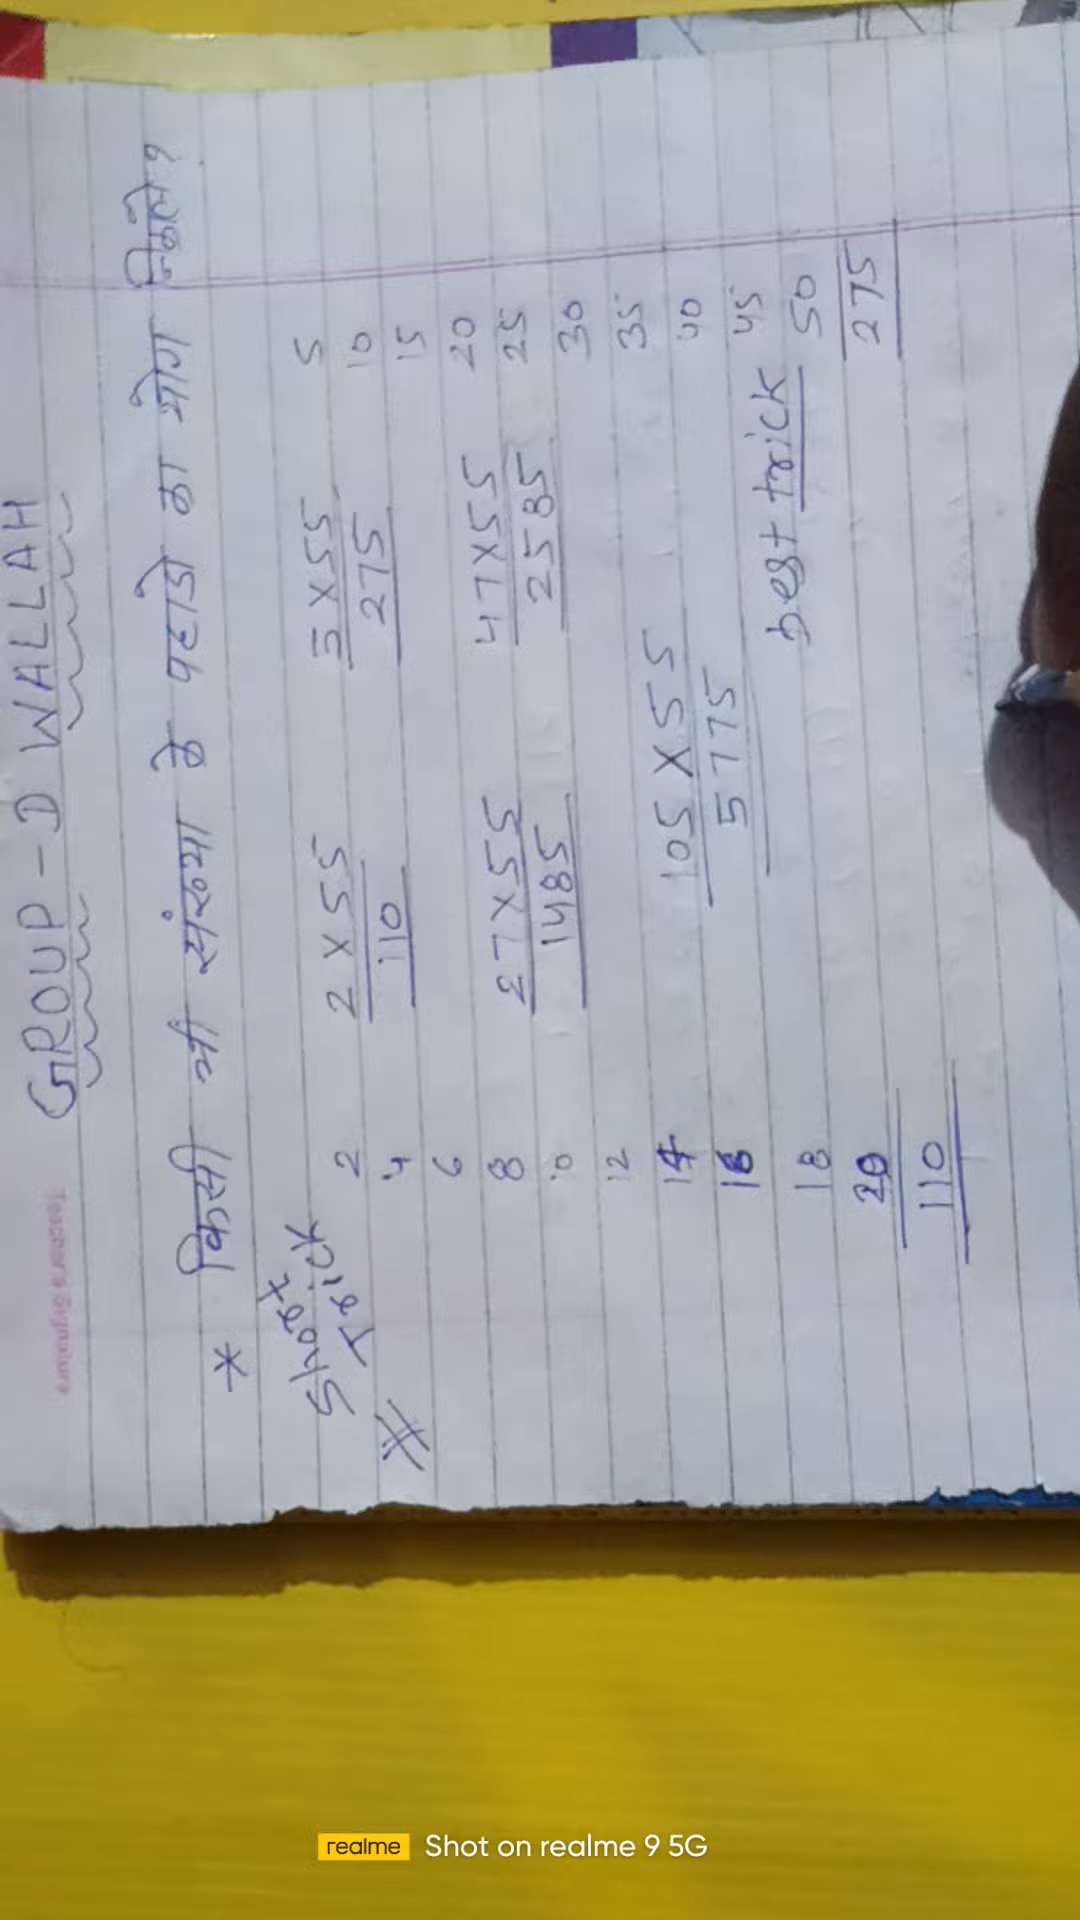 GROUP-D WALLAH
* किसी भी संख्या के पहाड़े का योग निकाले ?
Short Trick
2
4
6
8
10
12
14
16
18
20
110
2 X 55
110
5 X 55
275
27 X 55
1485
47 X 55
2585
105 X 55
5775
best trick
5
10
15
20
25
30
35
40
45
50
275
Teacher's Signature
realme Shot on realme 9 5G